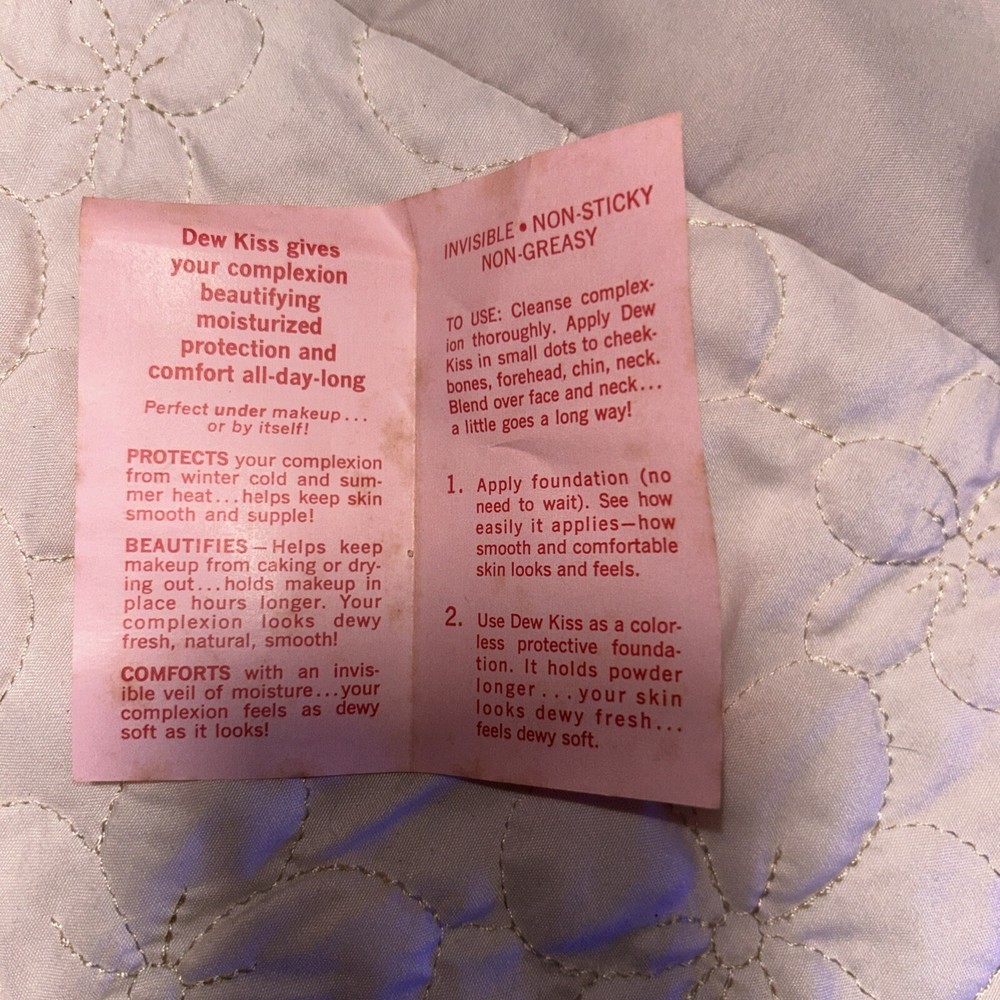 Dew Kiss gives
your complexion
beautifying
moisturized
protection and
comfort all-day-long
Perfect under makeup...
or by itself!
PROTECTS your complexion
from winter cold and sum-
mer heat...helps keep skin
smooth and supple!
BEAUTIFIES—Helps keep
makeup from caking or dry-
ing out...holds makeup in
place hours longer. Your
complexion looks dewy
fresh, natural, smooth!
COMFORTS with an invis-
ible veil of moisture...your
complexion feels as dewy
soft as it looks!
INVISIBLE • NON-STICKY
NON-GREASY
TO USE: Cleanse complex-
ion thoroughly. Apply Dew
Kiss in small dots to cheek-
bones, forehead, chin, neck.
Blend over face and neck...
a little goes a long way!
1. Apply foundation (no
need to wait). See how
easily it applies—how
smooth and comfortable
skin looks and feels.
2. Use Dew Kiss as a color-
less protective founda-
tion. It holds powder
longer...your skin
looks dewy fresh...
feels dewy soft.